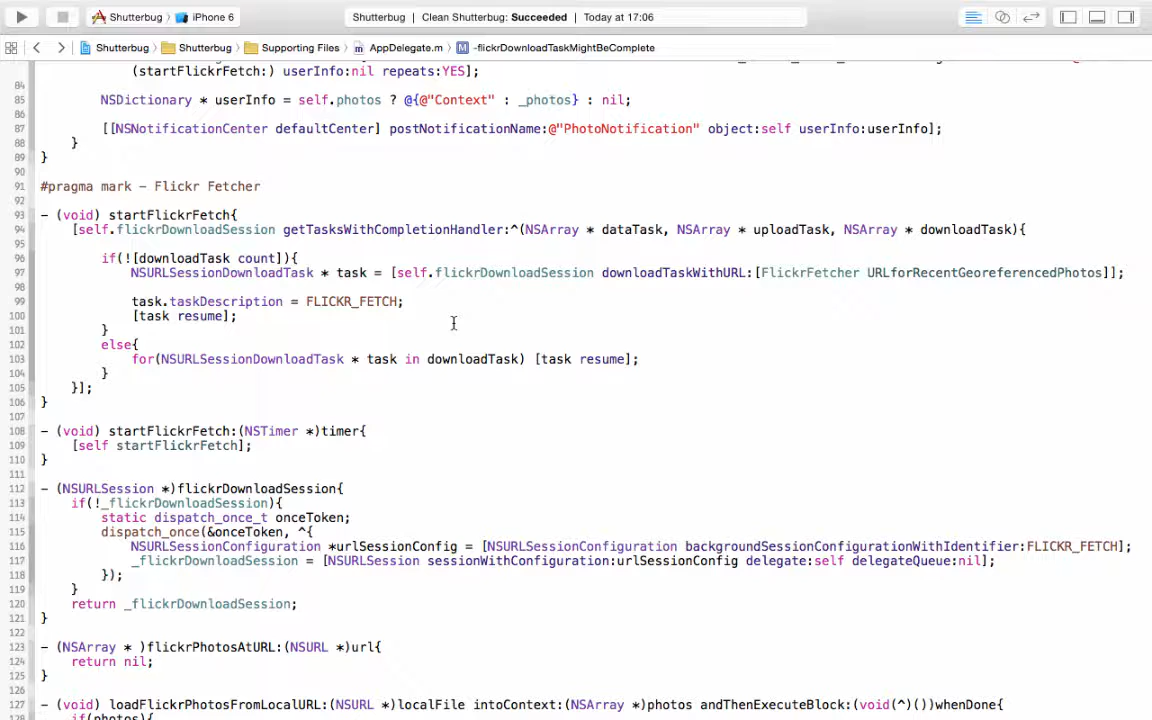 Shutterbug iPhone 6 Shutterbug | Clean Shutterbug: Succeeded | Today at 17:06
Shutterbug Shutterbug Supporting Files AppDelegate.m M -flickrDownloadTaskMightBeComplete
(startFlickrFetch:) userInfo:nil repeats:YES];
84
85 NSDictionary * userInfo = self.photos ? @{@"Context" : _photos} : nil;
86
87 [[NSNotificationCenter defaultCenter] postNotificationName:@"PhotoNotification" object:self userInfo:userInfo];
88 }
89 }
90
91 #pragma mark - Flickr Fetcher
92
93 - (void) startFlickrFetch{
94 [self.flickrDownloadSession getTasksWithCompletionHandler:^(NSArray * dataTask, NSArray * uploadTask, NSArray * downloadTask){
95
96 if(![downloadTask count]){
97 NSURLSessionDownloadTask * task = [self.flickrDownloadSession downloadTaskWithURL:[FlickrFetcher URLforRecentGeoreferencedPhotos]];
98
99 task.taskDescription = FLICKR_FETCH;
100 [task resume];
101 }
102 else{
103 for(NSURLSessionDownloadTask * task in downloadTask) [task resume];
104 }
105 }];
106 }
107
108 - (void) startFlickrFetch:(NSTimer *)timer{
109 [self startFlickrFetch];
110 }
111
112 - (NSURLSession *)flickrDownloadSession{
113 if(!_flickrDownloadSession){
114 static dispatch_once_t onceToken;
115 dispatch_once(&onceToken, ^{
116 NSURLSessionConfiguration *urlSessionConfig = [NSURLSessionConfiguration backgroundSessionConfigurationWithIdentifier:FLICKR_FETCH];
117 _flickrDownloadSession = [NSURLSession sessionWithConfiguration:urlSessionConfig delegate:self delegateQueue:nil];
118 });
119 }
120 return _flickrDownloadSession;
121 }
122
123 - (NSArray * )flickrPhotosAtURL:(NSURL *)url{
124 return nil;
125 }
126
127 - (void) loadFlickrPhotosFromLocalURL:(NSURL *)localFile intoContext:(NSArray *)photos andThenExecuteBlock:(void(^)())whenDone{
128 if(photos){